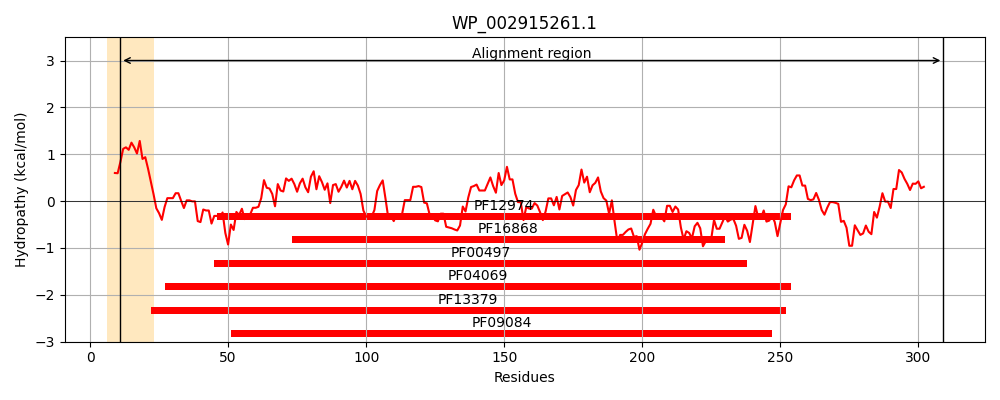 WP_002915261.1
Alignment region
3
2
1
0
−1
−2
−3
Hydropathy (kcal/mol)
PF12974
PF16868
PF00497
PF04069
PF13379
PF09084
0 50 100 150 200 250 300
Residues